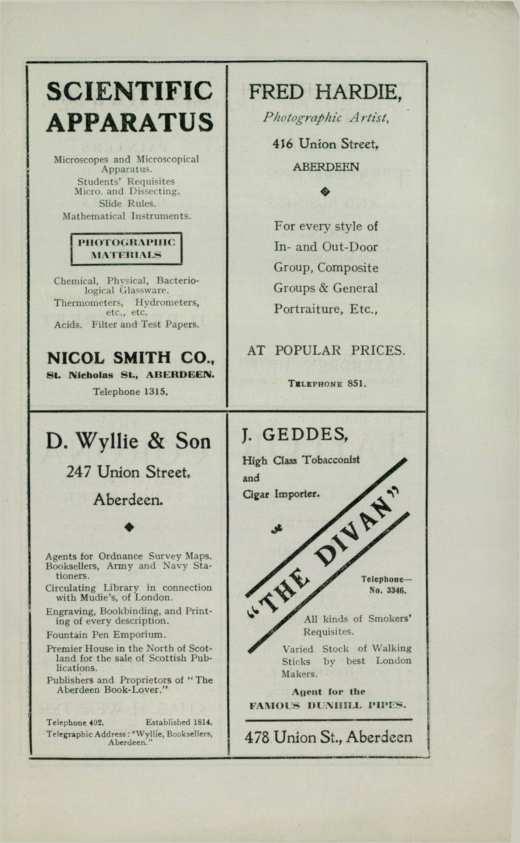 SCIENTIFIC
APPARATUS
Microscopes and Microscopical
Apparatus.
Students' Requisites
Micro. and Dissecting.
Slide Rules.
Mathematical Instruments.
PHOTOGRAPHIC
MATERIALS
Chemical, Physical, Bacterio-
logical Glassware.
Thermometers, Hydrometers,
etc., etc.
Acids. Filter and Test Papers.
NICOL SMITH CO.,
St. Nicholas St., ABERDEEN.
Telephone 1315.
FRED HARDIE,
Photographic Artist,
416 Union Street,
ABERDEEN
For every style of
In- and Out-Door
Group, Composite
Groups & General
Portraiture, Etc.,
AT POPULAR PRICES.
TELEPHONE 851.
D. Wyllie & Son
247 Union Street,
Aberdeen.
Agents for Ordnance Survey Maps.
Booksellers, Army and Navy Sta-
tioners.
Circulating Library in connection
with Mudie's, of London.
Engraving, Bookbinding, and Print-
ing of every description.
Fountain Pen Emporium.
Premier House in the North of Scot-
land for the sale of Scottish Pub-
lications.
Publishers and Proprietors of "The
Aberdeen Book-Lover."
Telephone 402. Established 1814.
Telegraphic Address: "Wyllie, Booksellers,
Aberdeen."
J. GEDDES,
High Class Tobacconist
and
Cigar Importer.
"THE DIVAN"
Telephone—
No. 3346.
All kinds of Smokers'
Requisites.
Varied Stock of Walking
Sticks by best London
Makers.
Agent for the
FAMOUS DUNHILL PIPES.
478 Union St., Aberdeen